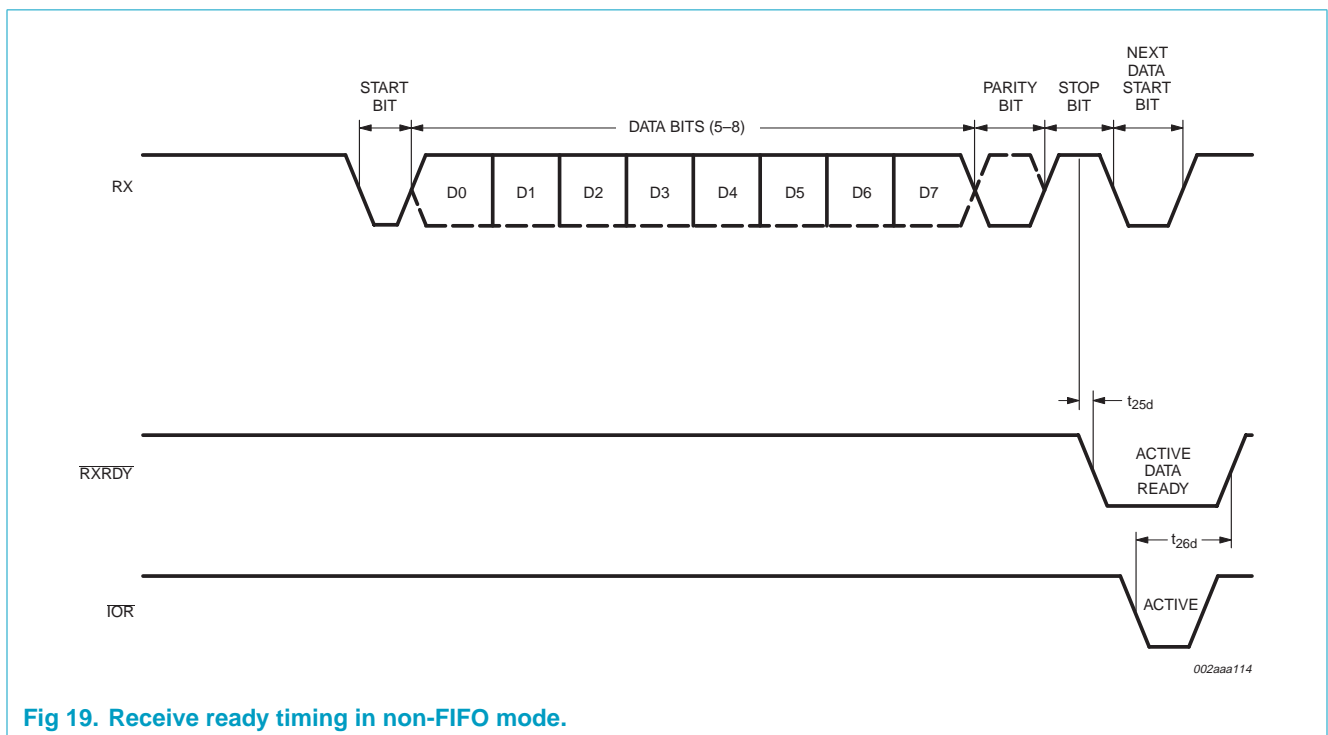 START
BIT
DATA BITS (5–8)
PARITY
BIT
STOP
BIT
NEXT
DATA
START
BIT
RX
D0
D1
D2
D3
D4
D5
D6
D7
t25d
RXRDY
ACTIVE
DATA
READY
t26d
IOR
ACTIVE
002aaa114
Fig 19. Receive ready timing in non-FIFO mode.